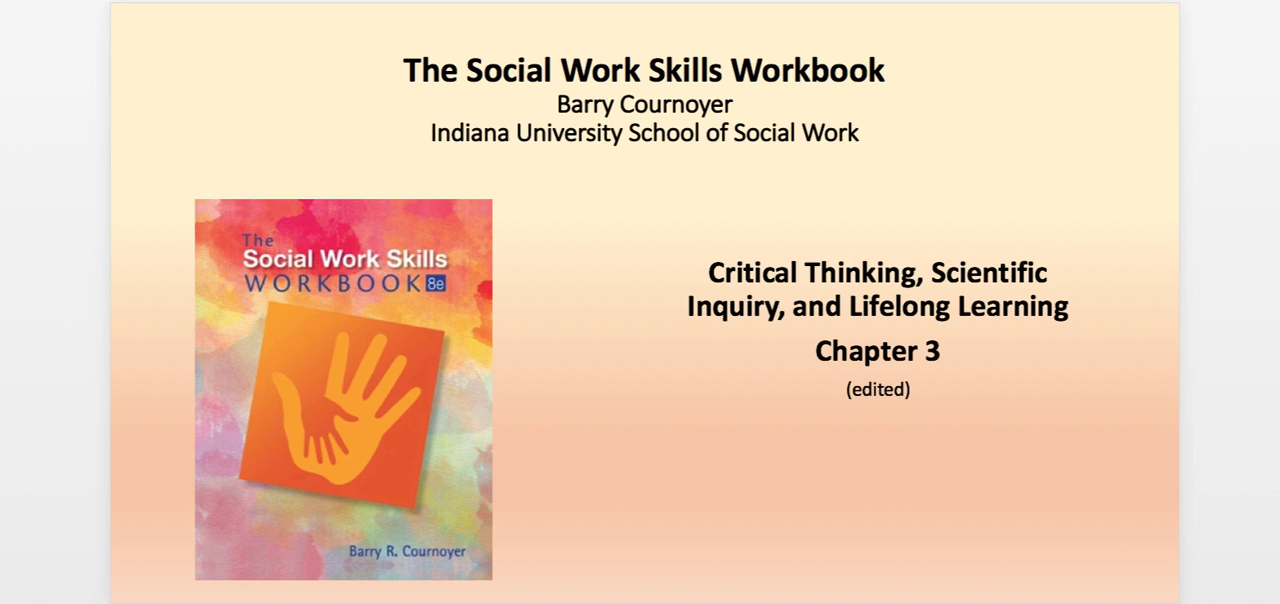 The Social Work Skills Workbook
Barry Cournoyer
Indiana University School of Social Work
The
Social Work Skills
WORKBOOK 8e
Barry R. Cournoyer
Critical Thinking, Scientific
Inquiry, and Lifelong Learning
Chapter 3
(edited)